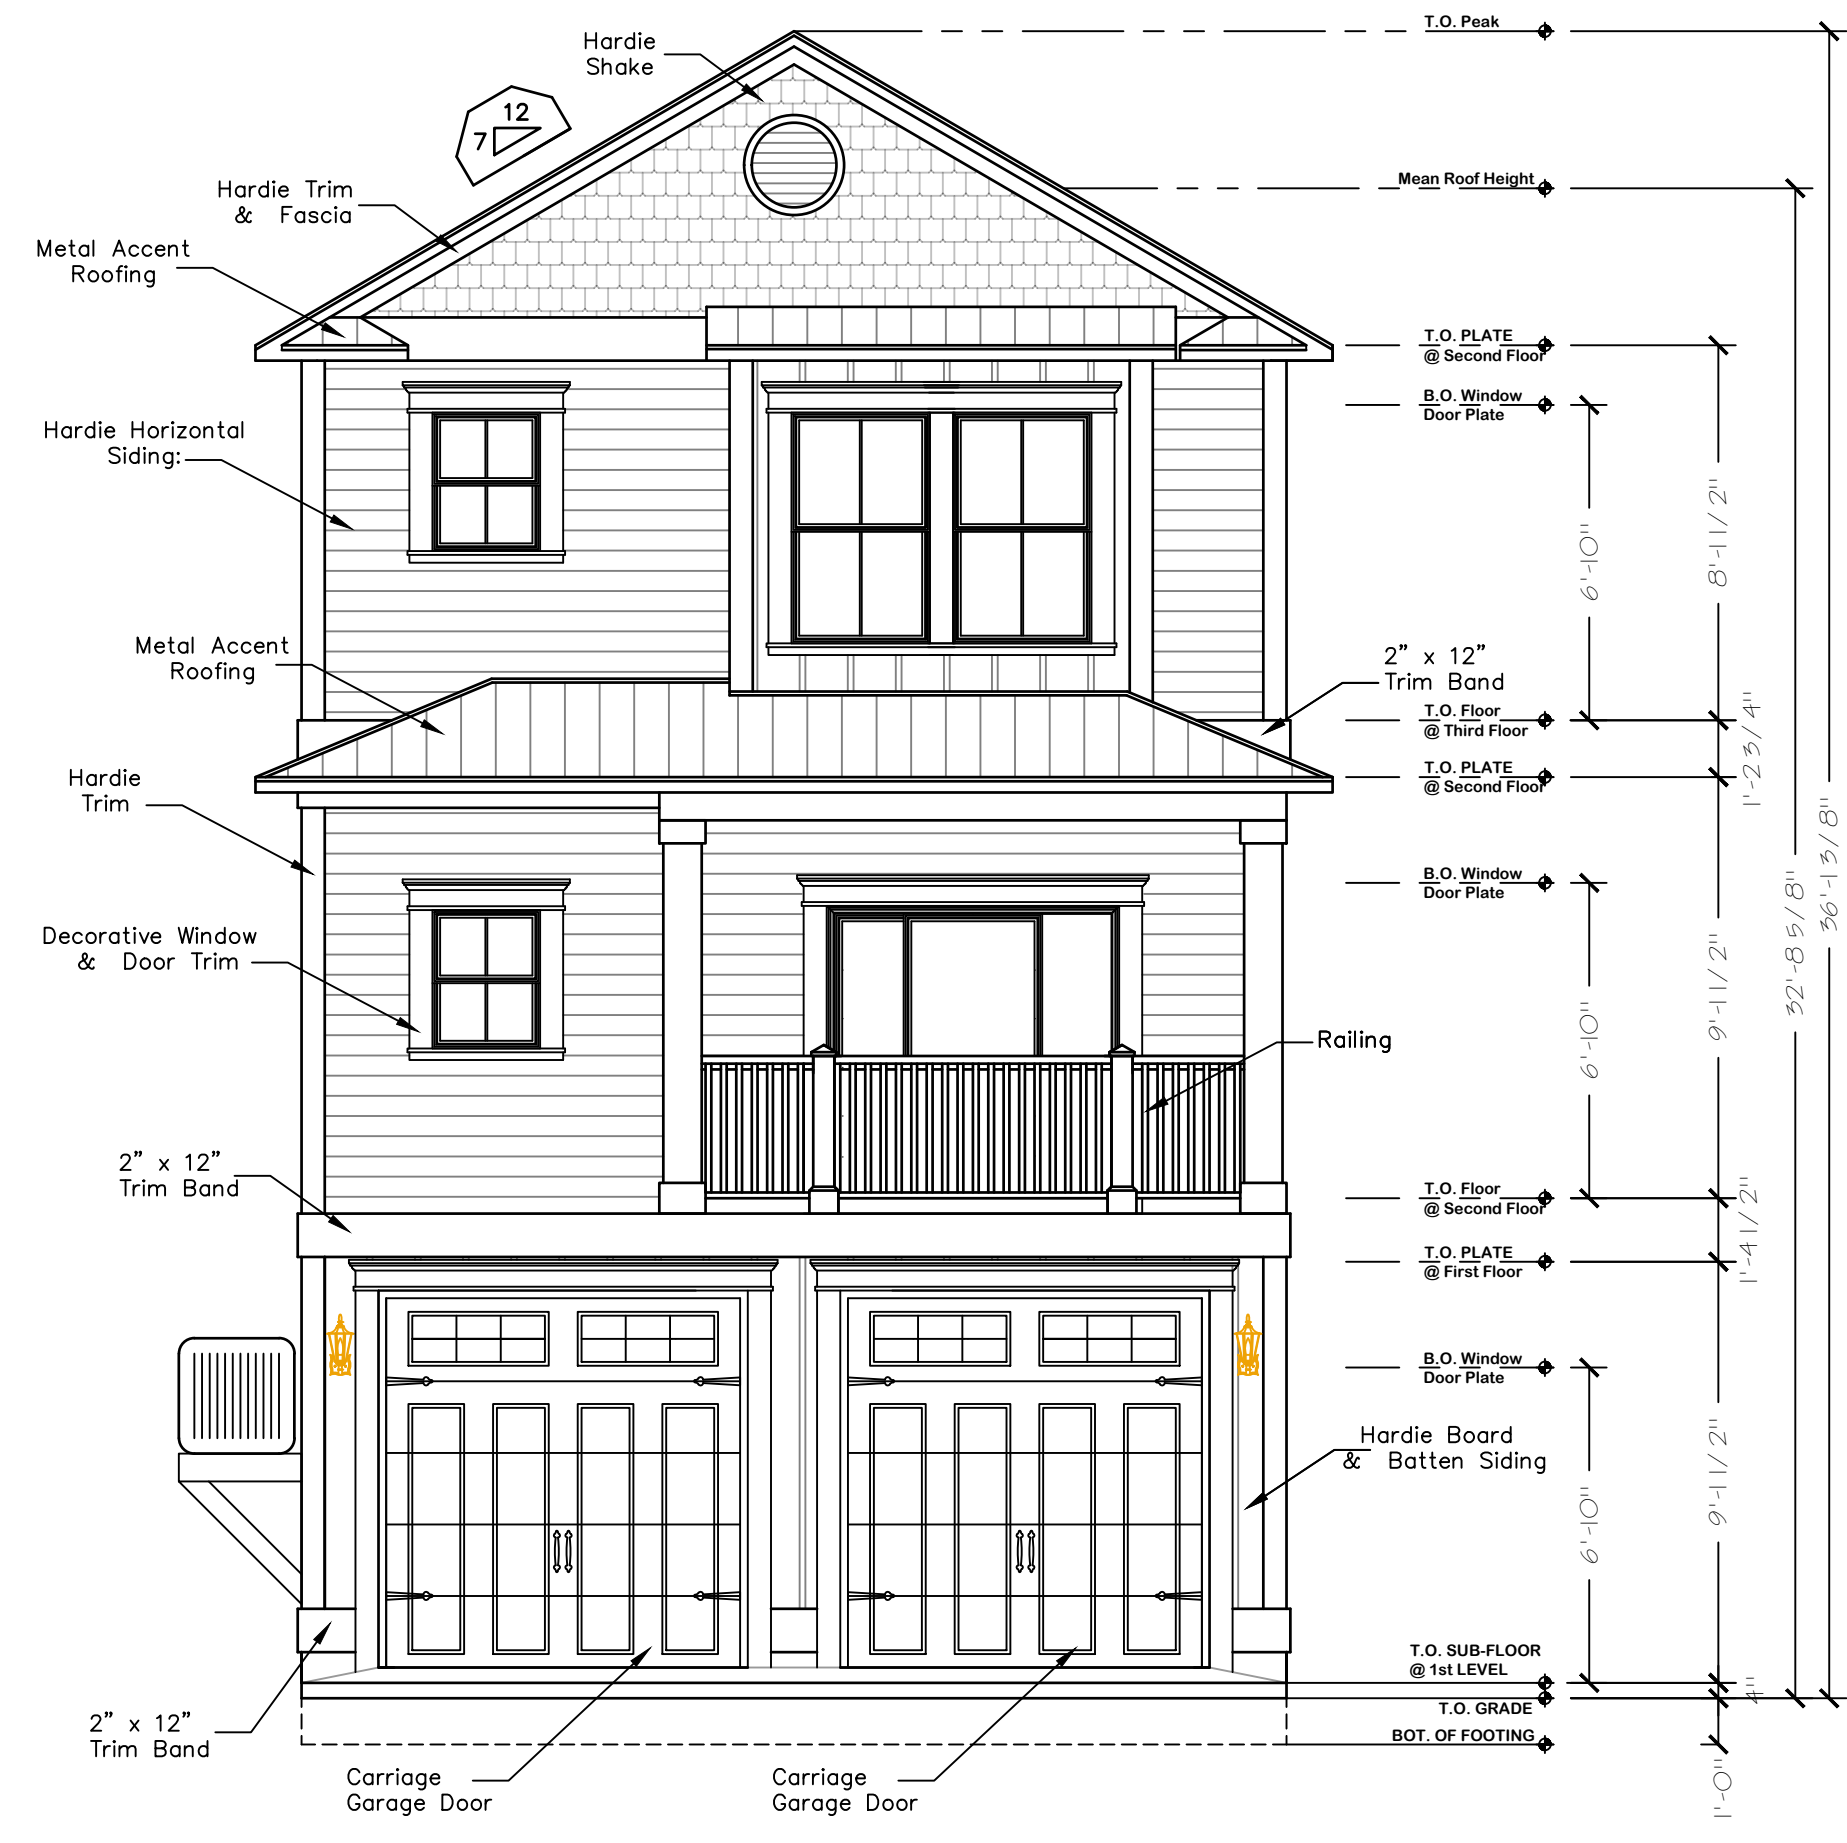 T.O. Peak
Hardie
Shake
12
7
Mean Roof Height
Hardie Trim
& Fascia
Metal Accent
Roofing
T.O. PLATE
@ Second Floor
B.O. Window
Door Plate
Hardie Horizontal
Siding:
8'-1 1/2"
6'-10"
Metal Accent
Roofing
2” x 12”
Trim Band
T.O. Floor
@ Third Floor
1'-2 3/4"
T.O. PLATE
@ Second Floor
Hardie
Trim
36'-1 3/8"
B.O. Window
Door Plate
32'-8 5/8"
Decorative Window
& Door Trim
9'-1 1/2"
6'-10"
Railing
2” x 12”
Trim Band
T.O. Floor
@ Second Floor
1'-4 1/2"
T.O. PLATE
@ First Floor
B.O. Window
Door Plate
Hardie Board
& Batten Siding
9'-1 1/2"
6'-10"
T.O. SUB-FLOOR
@ 1st LEVEL
4"
T.O. GRADE
2” x 12”
Trim Band
BOT. OF FOOTING
1'-0"
Carriage
Garage Door
Carriage
Garage Door